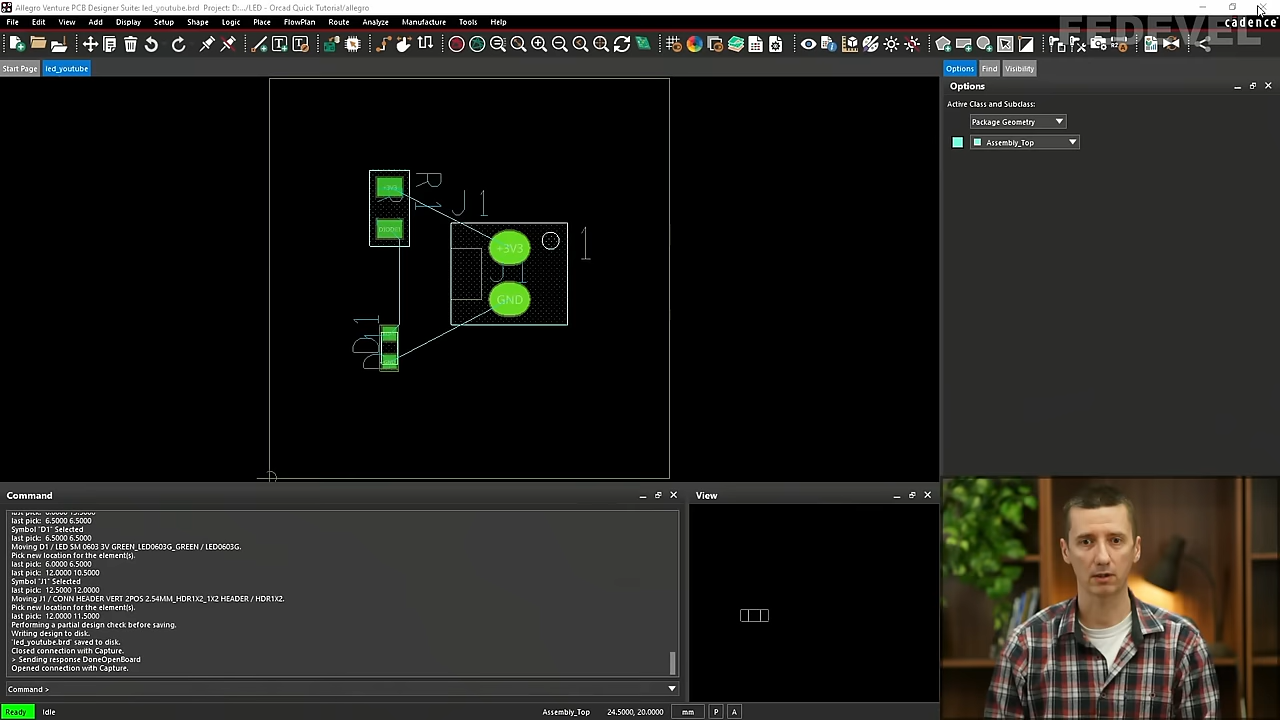 Allegro Venture PCB Designer Suite: led_youtube.brd Project: D:.../LED - Orcad Quick Tutorial/allegro
File Edit View Add Display Setup Shape Logic Place FlowPlan Route Analyze Manufacture Tools Help
cadence
FEDEVEL
Start Page led_youtube
Options Find Visibility
Options
Active Class and Subclass:
Package Geometry
Assembly_Top
R1
J1
+3V3
+3V3
1
J1
GND
D1
Command
last pick: 6.5000 6.5000
Symbol "D1" Selected
last pick: 6.5000 6.5000
Moving D1 / LED SM 0603 3V GREEN_LED0603G_GREEN / LED0603G.
Pick new location for the element(s).
last pick: 6.0000 6.5000
last pick: 12.0000 10.5000
Symbol "J1" Selected
last pick: 12.5000 12.0000
Moving J1 / CONN HEADER VERT 2POS 2.54MM_HDR1X2_1X2 HEADER / HDR1X2.
Pick new location for the element(s).
last pick: 12.0000 11.5000
Performing a partial design check before saving.
Writing design to disk.
'led_youtube.brd' saved to disk.
Closed connection with Capture.
> Sending response DoneOpenBoard
Opened connection with Capture.
Command >
View
Ready Idle Assembly_Top 24.5000, 20.0000 mm P A